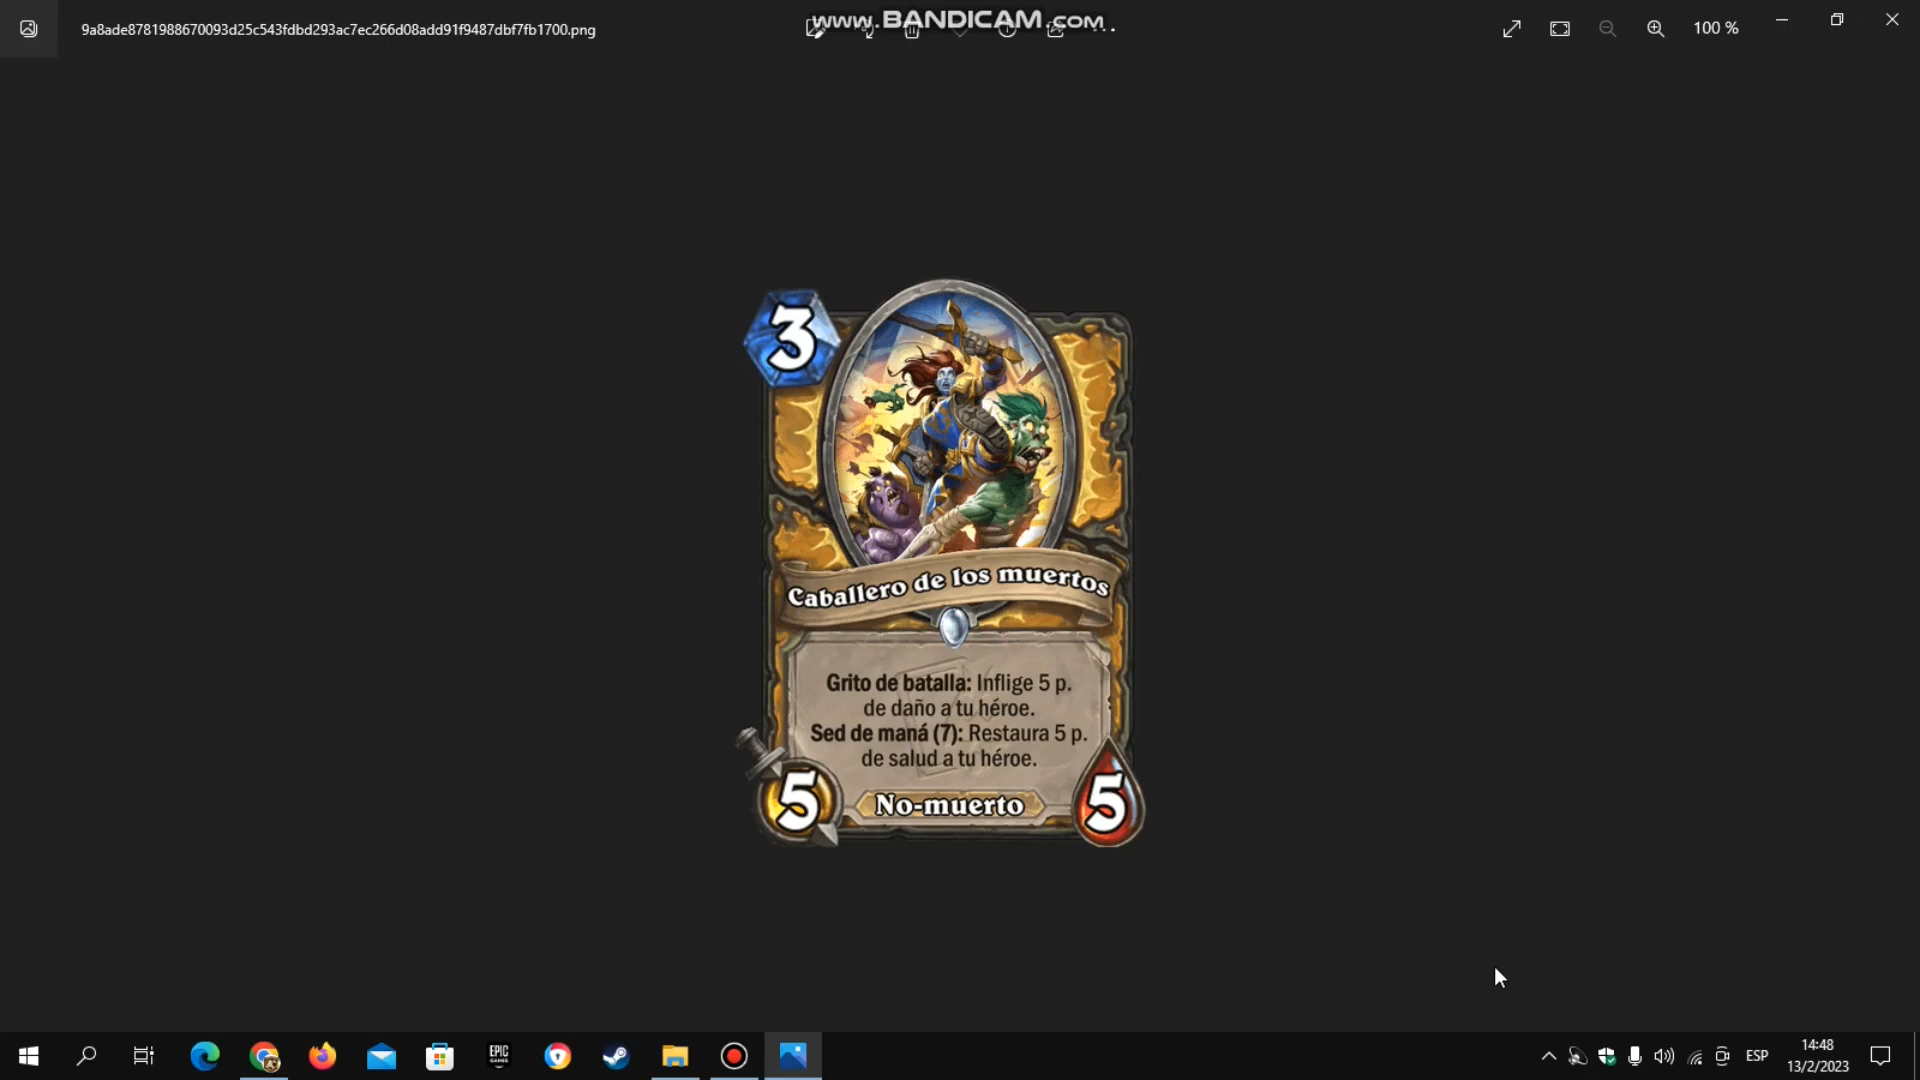 9a8ade8781988670093d25c543fdbd293ac7ec266d08add91f9487dbf7fb1700.png
www.BANDICAM.COM
100 %
3
Caballero de los muertos
Grito de batalla: Inflige 5 p.
de daño a tu héroe.
Sed de maná (7): Restaura 5 p.
de salud a tu héroe.
5
No-muerto
5
EPIC
GAMES
ESP
14:48
13/2/2023